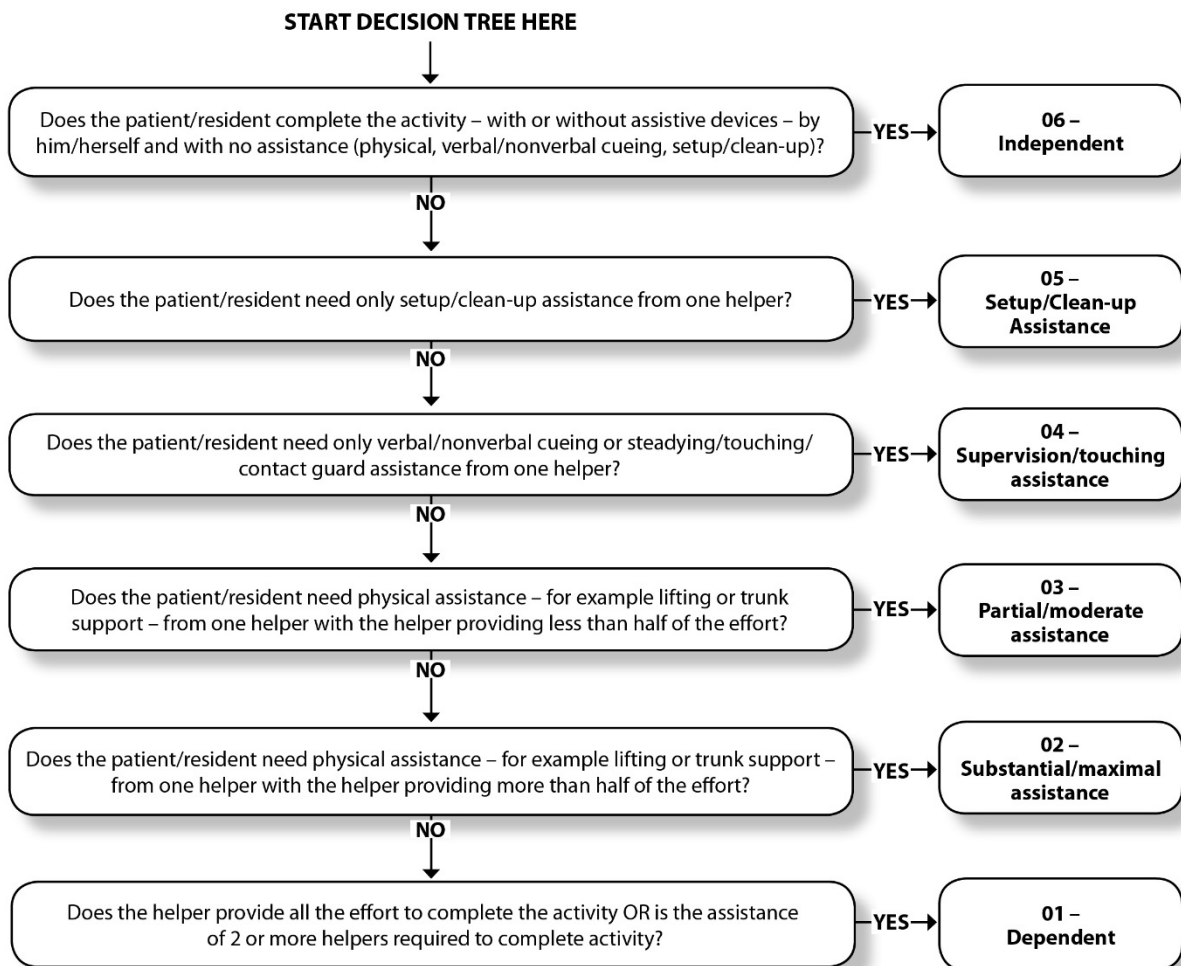 START DECISION TREE HERE
Does the patient/resident complete the activity – with or without assistive devices – by
him/herself and with no assistance (physical, verbal/nonverbal cueing, setup/clean-up)?
YES
06 –
Independent
NO
Does the patient/resident need only setup/clean-up assistance from one helper?
YES
05 –
Setup/Clean-up
Assistance
NO
Does the patient/resident need only verbal/nonverbal cueing or steadying/touching/
contact guard assistance from one helper?
YES
04 –
Supervision/touching
assistance
NO
Does the patient/resident need physical assistance – for example lifting or trunk
support – from one helper with the helper providing less than half of the effort?
YES
03 –
Partial/moderate
assistance
NO
Does the patient/resident need physical assistance – for example lifting or trunk support –
from one helper with the helper providing more than half of the effort?
YES
02 –
Substantial/maximal
assistance
NO
Does the helper provide all the effort to complete the activity OR is the assistance
of 2 or more helpers required to complete activity?
YES
01 –
Dependent